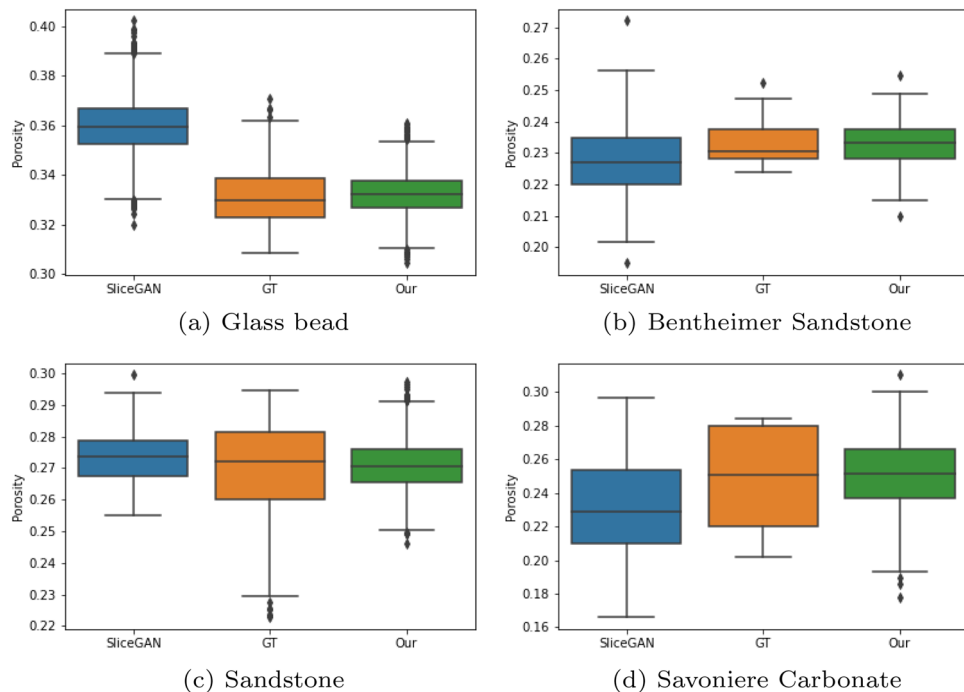 0.40
0.38
0.36
0.34
0.32
0.30
Porosity
SliceGAN GT Our
(a) Glass bead
0.27
0.26
0.25
0.24
0.23
0.22
0.21
0.20
Porosity
SliceGAN GT Our
(b) Bentheimer Sandstone
0.30
0.29
0.28
0.27
0.26
0.25
0.24
0.23
0.22
Porosity
SliceGAN GT Our
(c) Sandstone
0.30
0.28
0.26
0.24
0.22
0.20
0.18
0.16
Porosity
SliceGAN GT Our
(d) Savoniere Carbonate